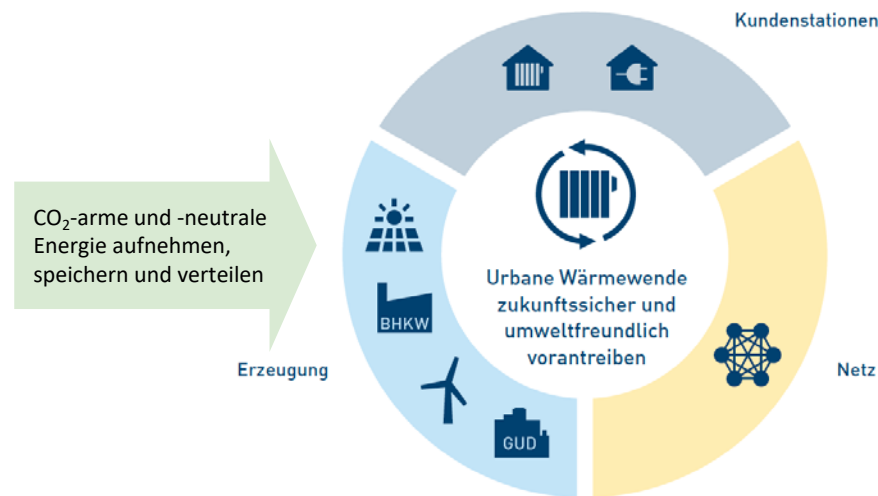 Kundenstationen
CO₂-arme und -neutrale
Energie aufnehmen,
speichern und verteilen
BHKW
Urbane Wärmewende
zukunftssicher und
umweltfreundlich
vorantreiben
Erzeugung
Netz
GUD